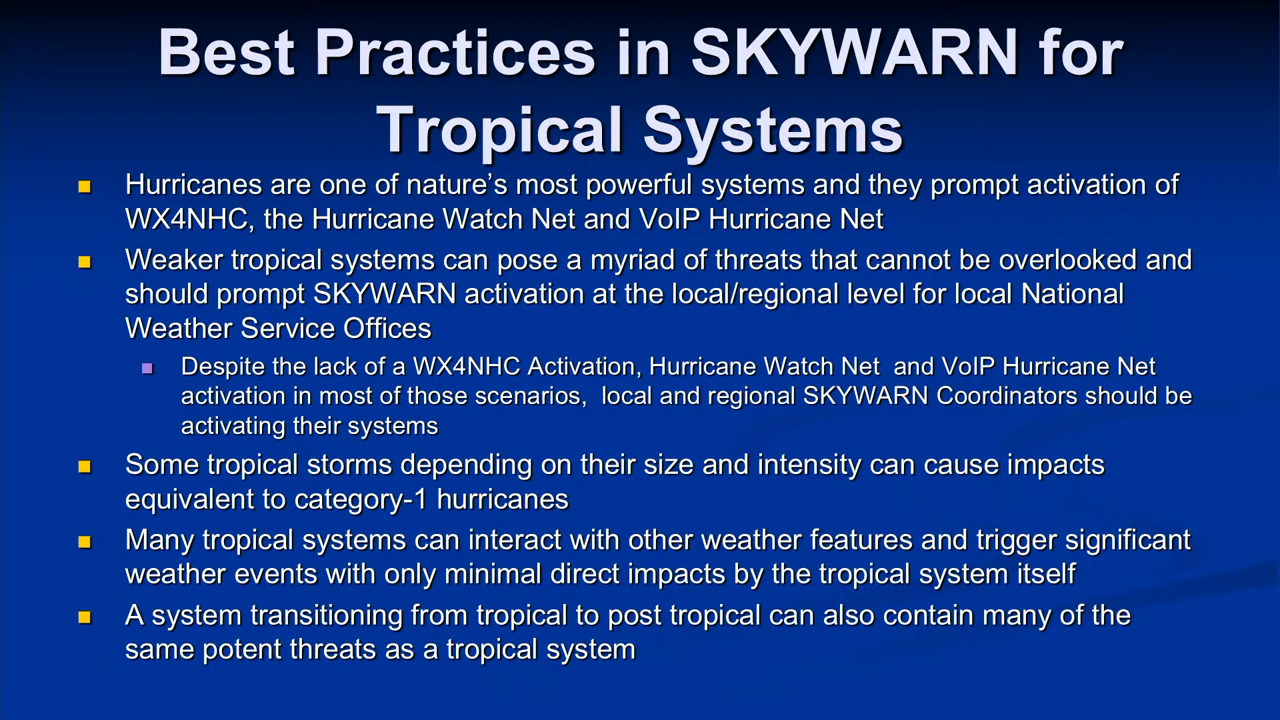 Best Practices in SKYWARN for
Tropical Systems
Hurricanes are one of nature’s most powerful systems and they prompt activation of
WX4NHC, the Hurricane Watch Net and VoIP Hurricane Net
Weaker tropical systems can pose a myriad of threats that cannot be overlooked and
should prompt SKYWARN activation at the local/regional level for local National
Weather Service Offices
Despite the lack of a WX4NHC Activation, Hurricane Watch Net  and VoIP Hurricane Net
activation in most of those scenarios,  local and regional SKYWARN Coordinators should be
activating their systems
Some tropical storms depending on their size and intensity can cause impacts
equivalent to category-1 hurricanes
Many tropical systems can interact with other weather features and trigger significant
weather events with only minimal direct impacts by the tropical system itself
A system transitioning from tropical to post tropical can also contain many of the
same potent threats as a tropical system